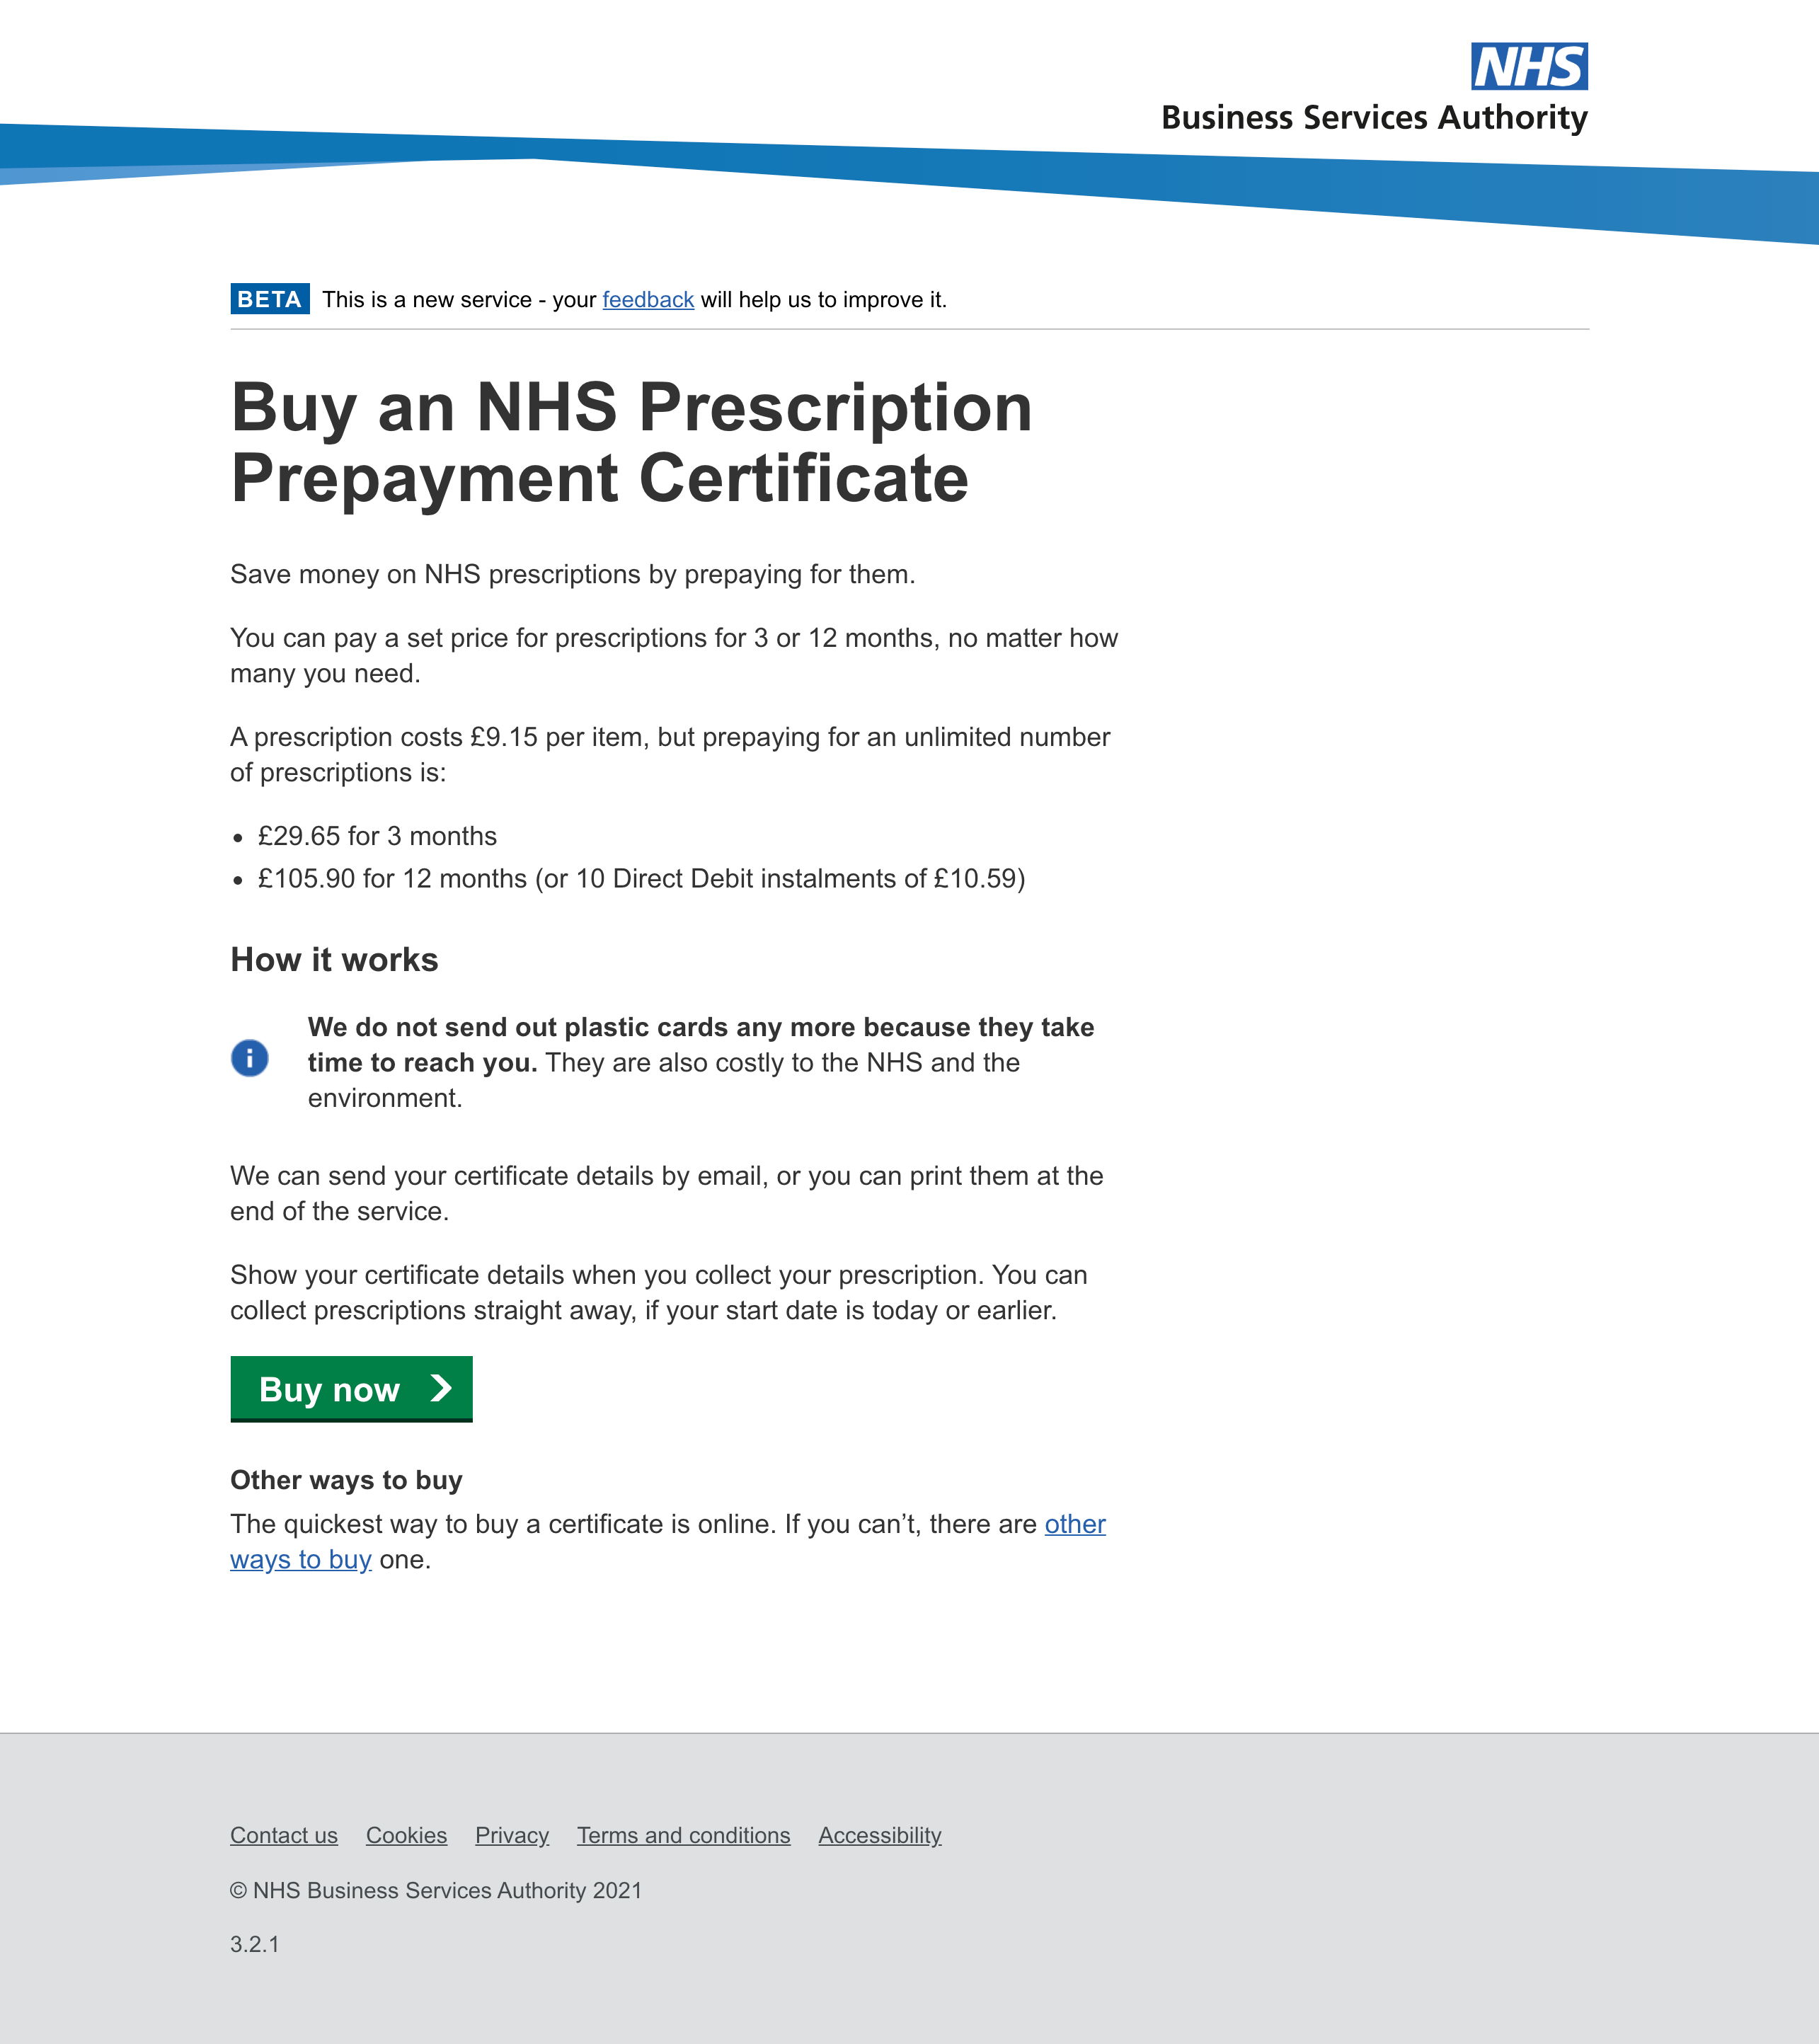 NHS
Business Services Authority
BETA This is a new service - your feedback will help us to improve it.
Buy an NHS Prescription
Prepayment Certificate
Save money on NHS prescriptions by prepaying for them.
You can pay a set price for prescriptions for 3 or 12 months, no matter how
many you need.
A prescription costs £9.15 per item, but prepaying for an unlimited number
of prescriptions is:
• £29.65 for 3 months
• £105.90 for 12 months (or 10 Direct Debit instalments of £10.59)
How it works
We do not send out plastic cards any more because they take
time to reach you. They are also costly to the NHS and the
environment.
We can send your certificate details by email, or you can print them at the
end of the service.
Show your certificate details when you collect your prescription. You can
collect prescriptions straight away, if your start date is today or earlier.
Buy now
Other ways to buy
The quickest way to buy a certificate is online. If you can’t, there are other
ways to buy one.
Contact us Cookies Privacy Terms and conditions Accessibility
© NHS Business Services Authority 2021
3.2.1